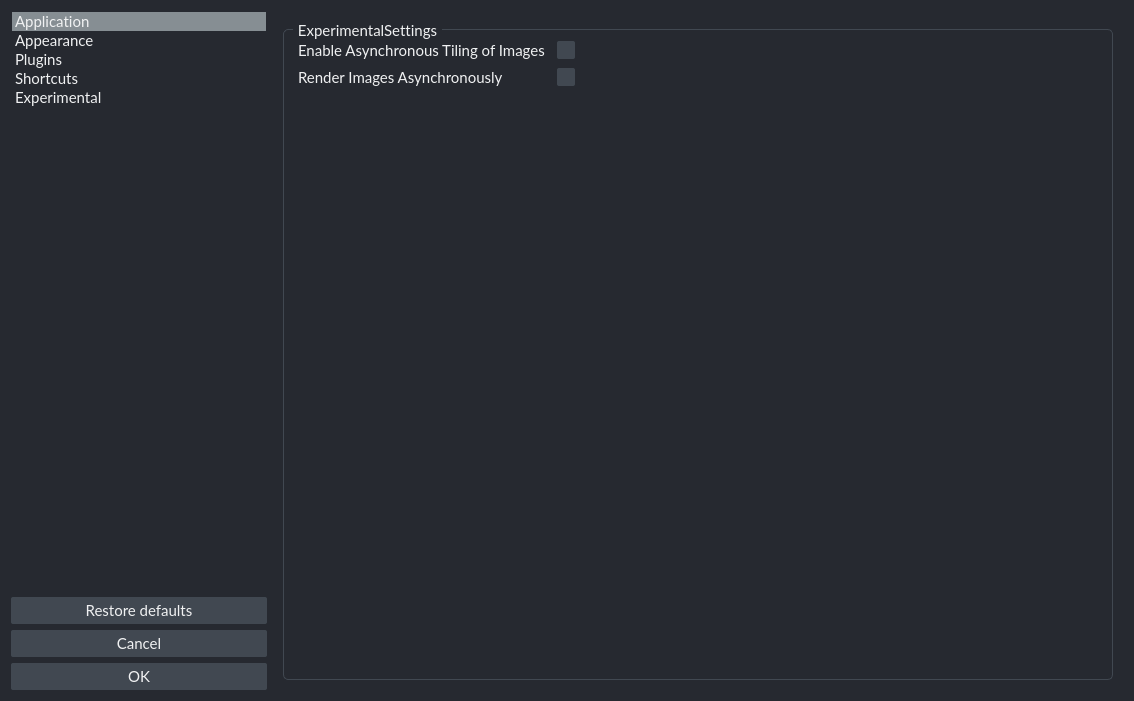 Application
Appearance
Plugins
Shortcuts
Experimental
ExperimentalSettings
Enable Asynchronous Tiling of Images
Render Images Asynchronously
Restore defaults
Cancel
OK